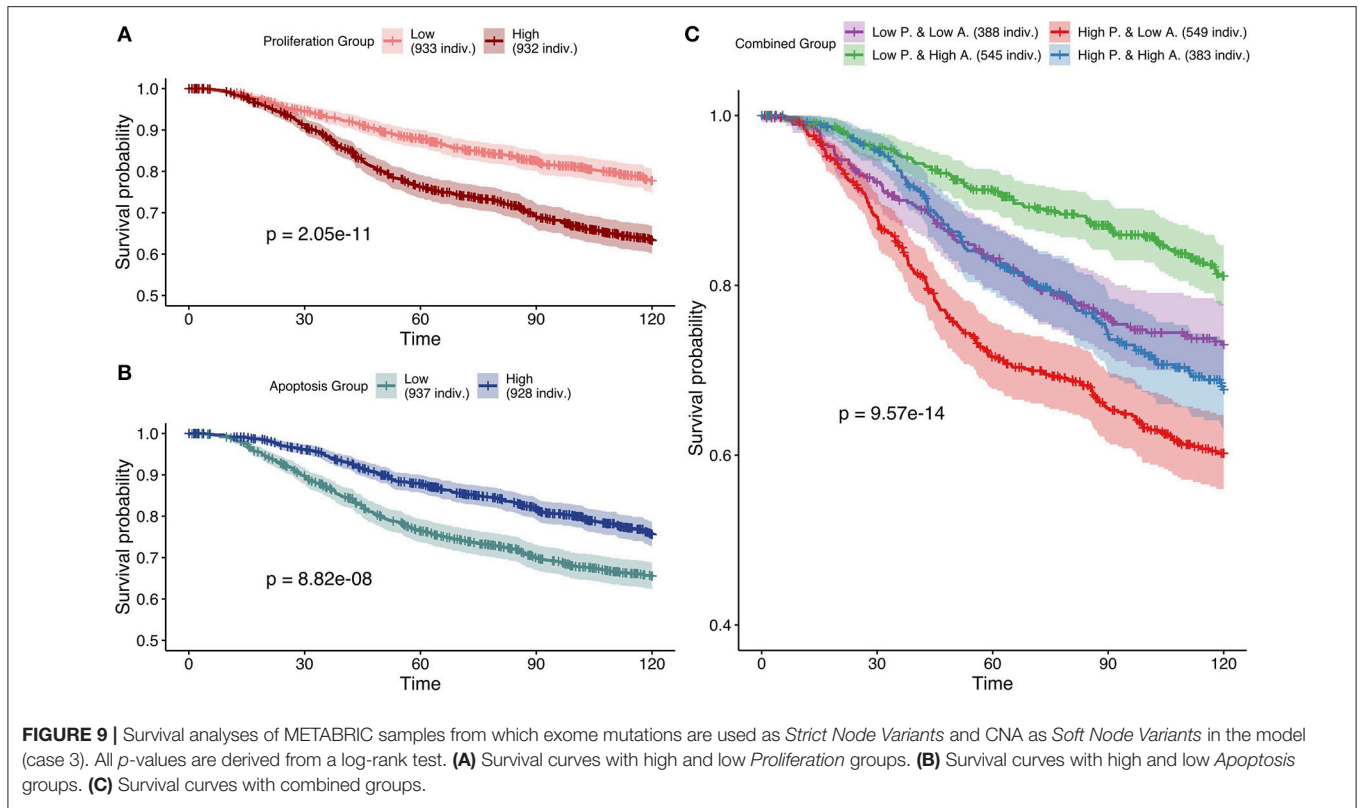 A
Proliferation Group
Low
(933 indiv.)
High
(932 indiv.)
Survival probability
1.0
0.9
0.8
0.7
0.6
0.5
p = 2.05e-11
0 30 60 90 120
Time
B
Apoptosis Group
Low
(937 indiv.)
High
(928 indiv.)
Survival probability
1.0
0.9
0.8
0.7
0.6
0.5
p = 8.82e-08
0 30 60 90 120
Time
C
Combined Group
Low P. & Low A. (388 indiv.)
High P. & Low A. (549 indiv.)
Low P. & High A. (545 indiv.)
High P. & High A. (383 indiv.)
Survival probability
1.0
0.8
0.6
0.4
p = 9.57e-14
0 30 60 90 120
Time
FIGURE 9 | Survival analyses of METABRIC samples from which exome mutations are used as Strict Node Variants and CNA as Soft Node Variants in the model
(case 3). All p-values are derived from a log-rank test. (A) Survival curves with high and low Proliferation groups. (B) Survival curves with high and low Apoptosis
groups. (C) Survival curves with combined groups.